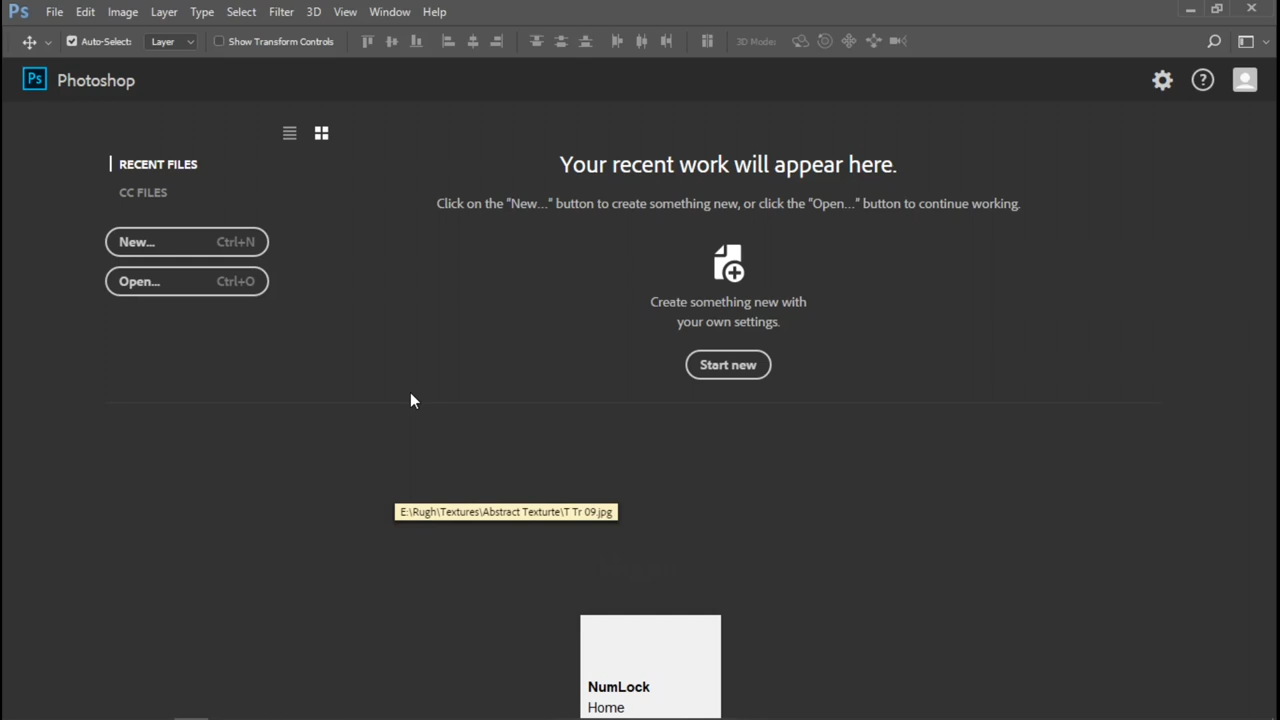 Ps File Edit Image Layer Type Select Filter 3D View Window Help
Auto-Select: Layer Show Transform Controls 3D Mode:
Ps Photoshop
RECENT FILES
CC FILES
New... Ctrl+N
Open... Ctrl+O
Your recent work will appear here.
Click on the "New..." button to create something new, or click the "Open..." button to continue working.
Create something new with
your own settings.
Start new
E:\Rugh\Textures\Abstract Texturte\T Tr 09.jpg
NumLock
Home